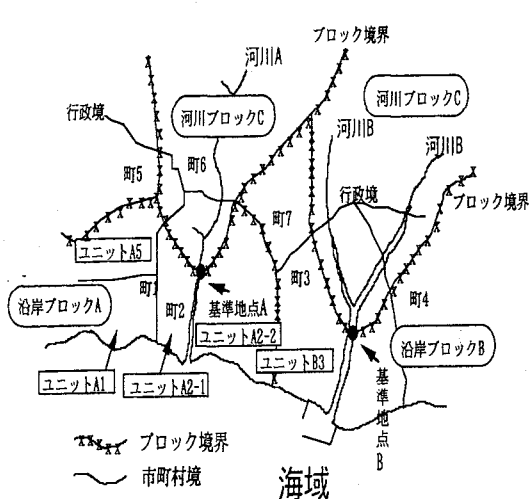 ブロック境界
河川A
河川ブロックC
河川ブロックC
行政境
町6
河川B
河川B
町5
行政境
ブロック境界
町7
ユニットA5
町3
町1
町2
町4
基準地点A
沿岸ブロックA
ユニットA2-2
沿岸ブロックB
ユニットB3
ユニットA1
ユニットA2-1
基準地点B
ブロック境界
市町村境
海域